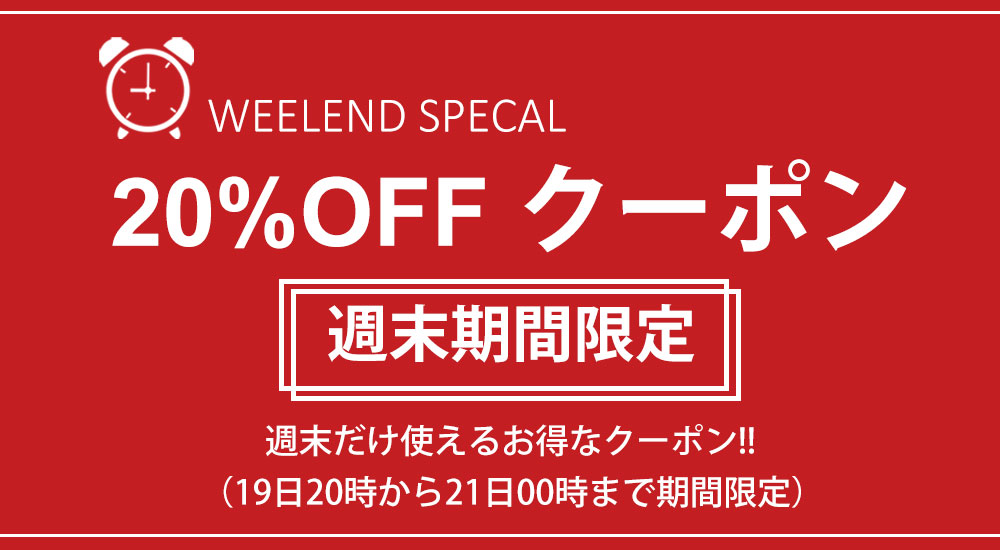 WEELEND SPECAL
20%OFF クーポン
週末期間限定
週末だけ使えるお得なクーポン!!
（19日20時から21日00時まで期間限定）